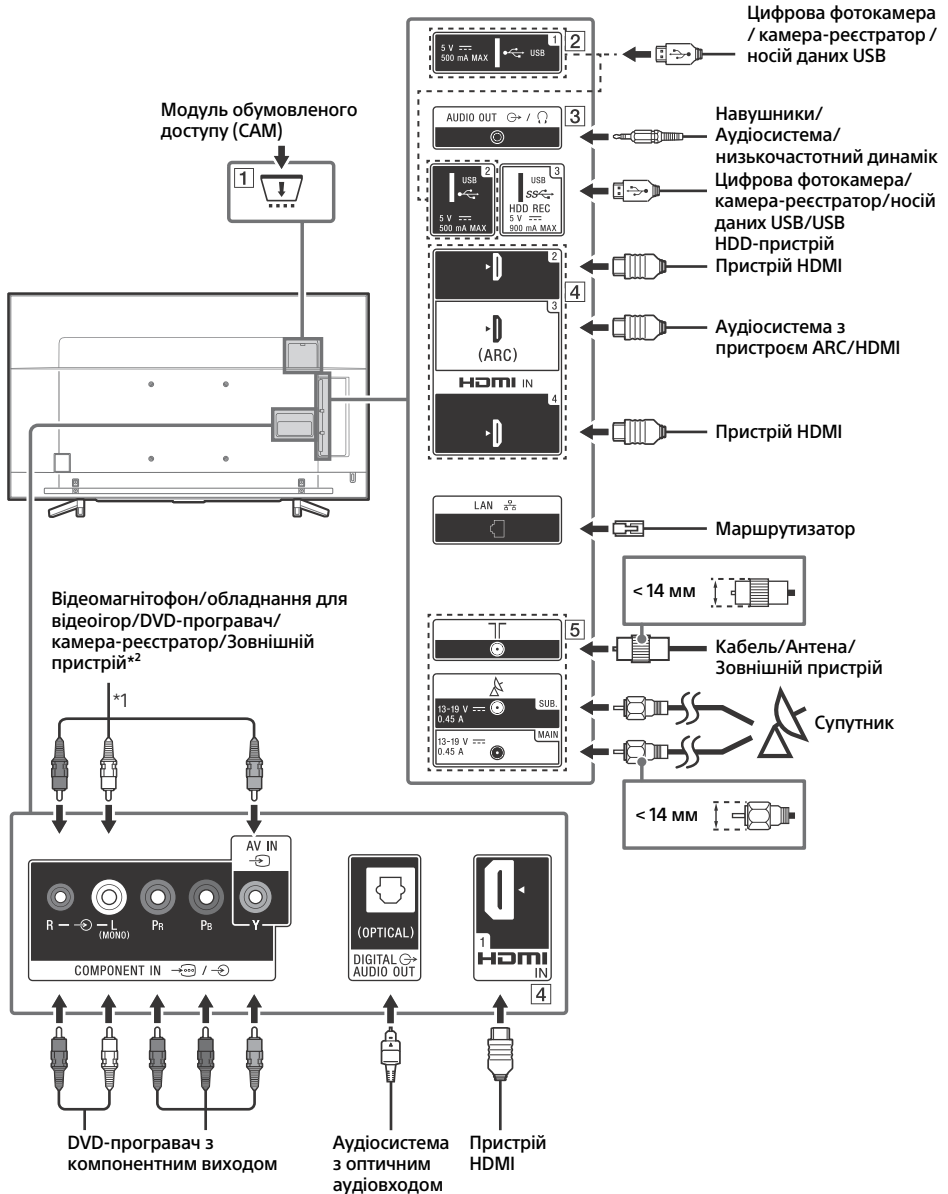 Цифрова фотокамера
/ камера-реєстратор /
носій даних USB
5 V
500 mA MAX
USB
1
2
Модуль обумовленого
доступу (CAM)
1
AUDIO OUT /
3
Навушники/
Аудіосистема/
низькочастотний динамік
2
USB
5 V
500 mA MAX
3
USB
SS
HDD REC
5 V
900 mA MAX
Цифрова фотокамера/
камера-реєстратор/носій
даних USB/USB
HDD-пристрій
2
4
Пристрій HDMI
3
(ARC)
Аудіосистема з
пристроєм ARC/HDMI
HDMI IN
4
Пристрій HDMI
LAN
Маршрутизатор
< 14 мм
5
Кабель/Антена/
Зовнішній пристрій
13-19 V
0.45 A
SUB.
13-19 V
0.45 A
MAIN
Супутник
< 14 мм
Відеомагнітофон/обладнання для
відеоігор/DVD-програвач/
камера-реєстратор/Зовнішній
пристрій*2
*1
AV IN
R — — L
(MONO)
PR
PB
Y
COMPONENT IN /
(OPTICAL)
DIGITAL
AUDIO OUT
1
HDMI
IN
4
DVD-програвач з
компонентним виходом
Аудіосистема
з оптичним
аудіовходом
Пристрій
HDMI